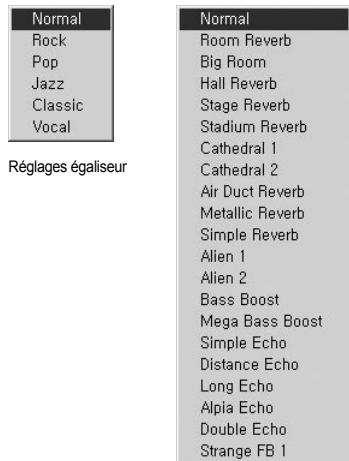 Normal
Rock
Pop
Jazz
Classic
Vocal
Réglages égaliseur
Normal
Room Reverb
Big Room
Hall Reverb
Stage Reverb
Stadium Reverb
Cathedral 1
Cathedral 2
Air Duct Reverb
Metallic Reverb
Simple Reverb
Alien 1
Alien 2
Bass Boost
Mega Bass Boost
Simple Echo
Distance Echo
Long Echo
Alpia Echo
Double Echo
Strange FB 1